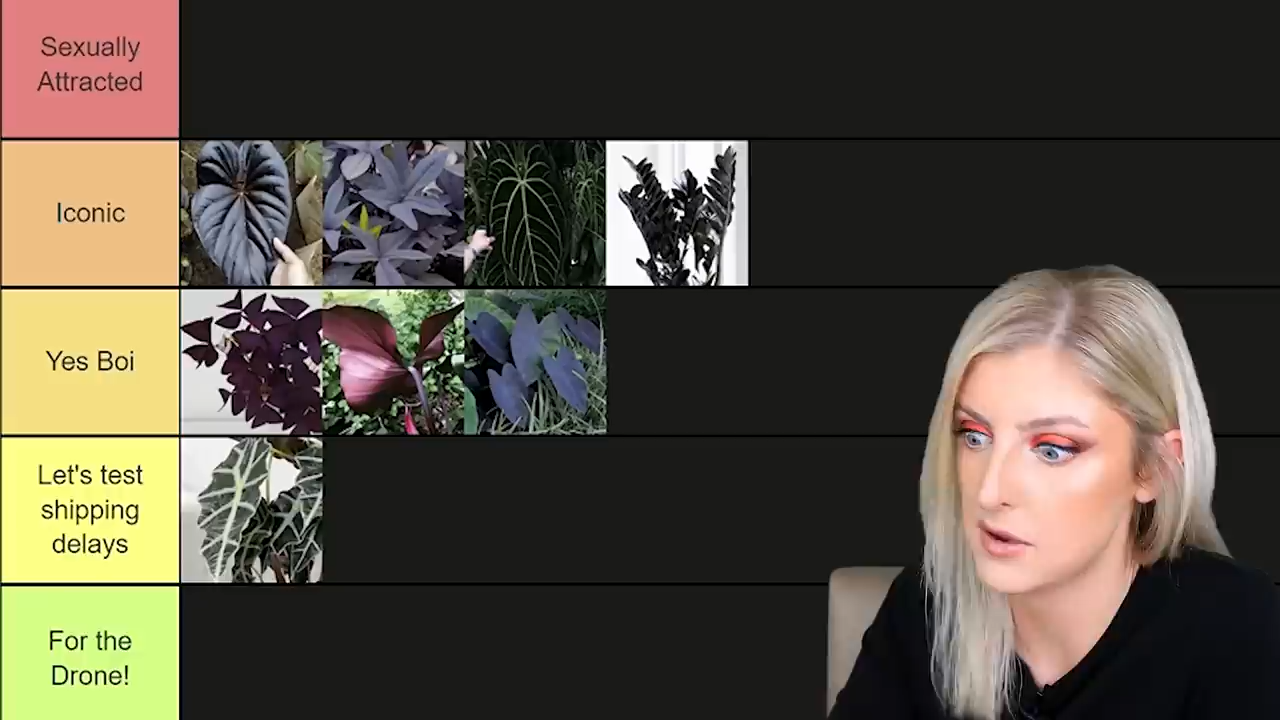 Sexually
Attracted
Iconic
Yes Boi
Let's test
shipping
delays
For the
Drone!